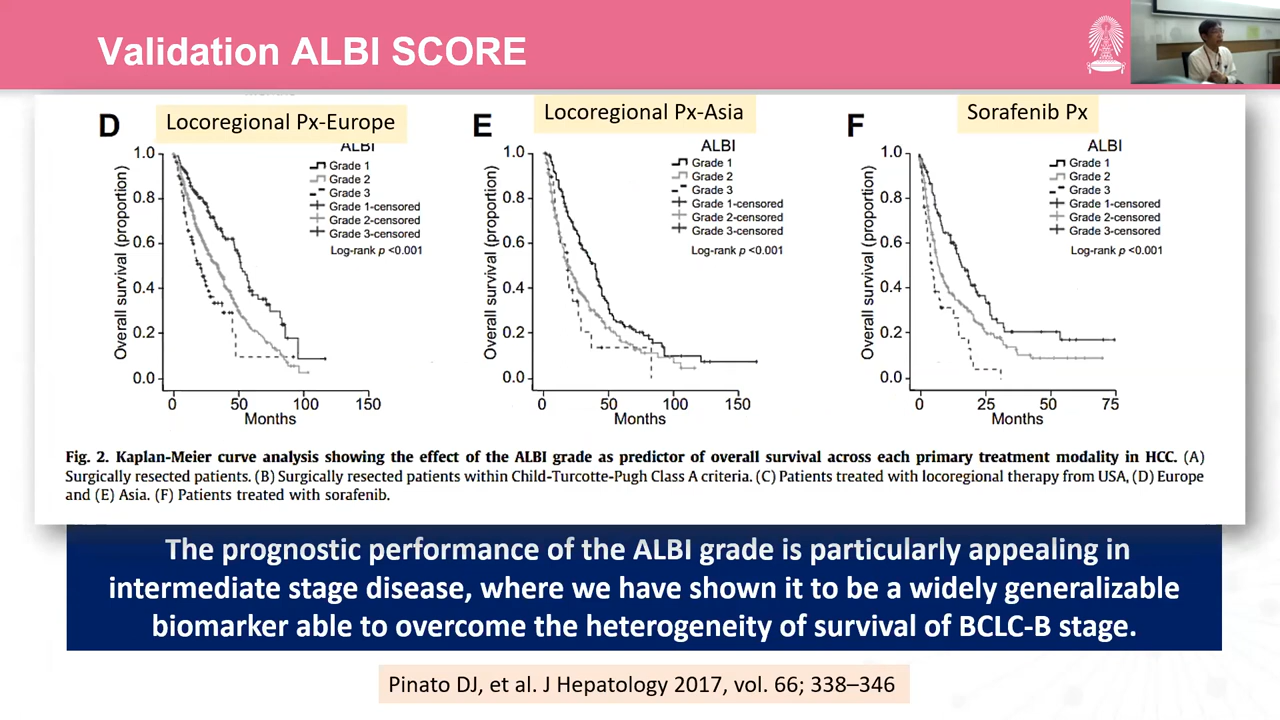 Validation ALBI SCORE
D
Locoregional Px-Europe
ALBI
Grade 1
Grade 2
Grade 3
Grade 1-censored
Grade 2-censored
Grade 3-censored
Log-rank p <0.001
Overall survival (proportion)
1.0
0.8
0.6
0.4
0.2
0.0
0 50 100 150
Months
E
Locoregional Px-Asia
ALBI
Grade 1
Grade 2
Grade 3
Grade 1-censored
Grade 2-censored
Grade 3-censored
Log-rank p <0.001
Overall survival (proportion)
1.0
0.8
0.6
0.4
0.2
0.0
0 50 100 150
Months
F
Sorafenib Px
ALBI
Grade 1
Grade 2
Grade 3
Grade 1-censored
Grade 2-censored
Grade 3-censored
Log-rank p <0.001
Overall survival (proportion)
1.0
0.8
0.6
0.4
0.2
0.0
0 25 50 75
Months
Fig. 2. Kaplan-Meier curve analysis showing the effect of the ALBI grade as predictor of overall survival across each primary treatment modality in HCC. (A)
Surgically resected patients. (B) Surgically resected patients within Child-Turcotte-Pugh Class A criteria. (C) Patients treated with locoregional therapy from USA, (D) Europe
and (E) Asia. (F) Patients treated with sorafenib.
The prognostic performance of the ALBI grade is particularly appealing in
intermediate stage disease, where we have shown it to be a widely generalizable
biomarker able to overcome the heterogeneity of survival of BCLC-B stage.
Pinato DJ, et al. J Hepatology 2017, vol. 66; 338–346